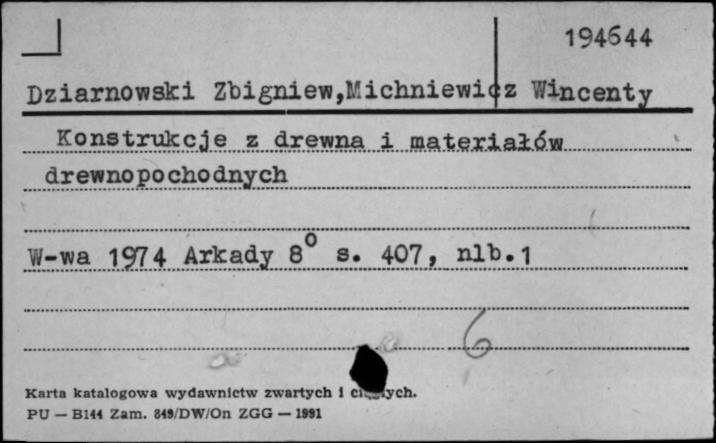 194644
Dziarnowski Zbigniew,Michniewicz Wincenty
Konstrukcje z drewna i materiałów
drewnopochodnych
W-wa 1974 Arkady 8° s. 407, nlb.1
6
Karta katalogowa wydawnictw zwartych i ciągłych.
PU — B144 Zam. 849/DW/On ZGG — 1991